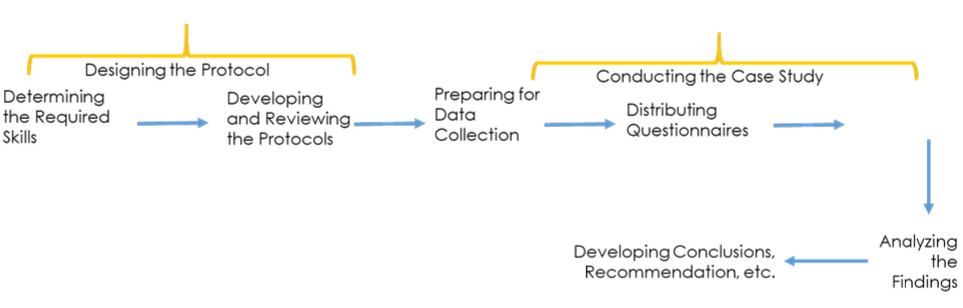 Designing the Protocol
Conducting the Case Study
Determining
the Required
Skills
Developing
and Reviewing
the Protocols
Preparing for
Data
Collection
Distributing
Questionnaires
Analyzing
the
Findings
Developing Conclusions,
Recommendation, etc.